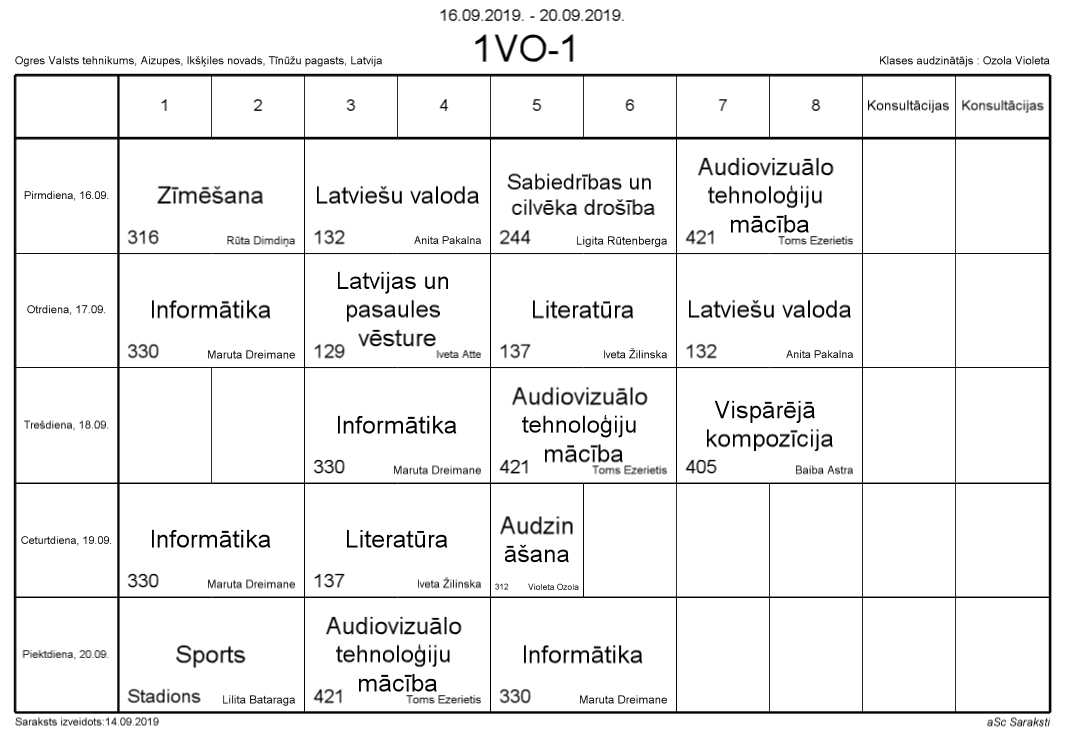 16.09.2019. - 20.09.2019.
1VO-1
Ogres Valsts tehnikums, Aizupes, Ikšķiles novads, Tīnūžu pagasts, Latvija
Klases audzinātājs : Ozola Violeta
1 2 3 4 5 6 7 8 Konsultācijas Konsultācijas
Pirmdiena, 16.09.
Zīmēšana
316 Rūta Dimdiņa
Latviešu valoda
132 Anita Pakalna
Sabiedrības un
cilvēka drošība
244 Ligita Rūtenberga
Audiovizuālo
tehnoloģiju
mācība
421 Toms Ezerietis
Otrdiena, 17.09.
Informātika
330 Maruta Dreimane
Latvijas un
pasaules
vēsture
129 Iveta Atte
Literatūra
137 Iveta Žilinska
Latviešu valoda
132 Anita Pakalna
Trešdiena, 18.09.
Informātika
330 Maruta Dreimane
Audiovizuālo
tehnoloģiju
mācība
421 Toms Ezerietis
Vispārējā
kompozīcija
405 Baiba Astra
Ceturtdiena, 19.09.
Informātika
330 Maruta Dreimane
Literatūra
137 Iveta Žilinska
Audzin
āšana
312 Violeta Ozola
Piektdiena, 20.09.
Sports
Stadions Lilita Bataraga
Audiovizuālo
tehnoloģiju
mācība
421 Toms Ezerietis
Informātika
330 Maruta Dreimane
Saraksts izveidots:14.09.2019
aSc Saraksti